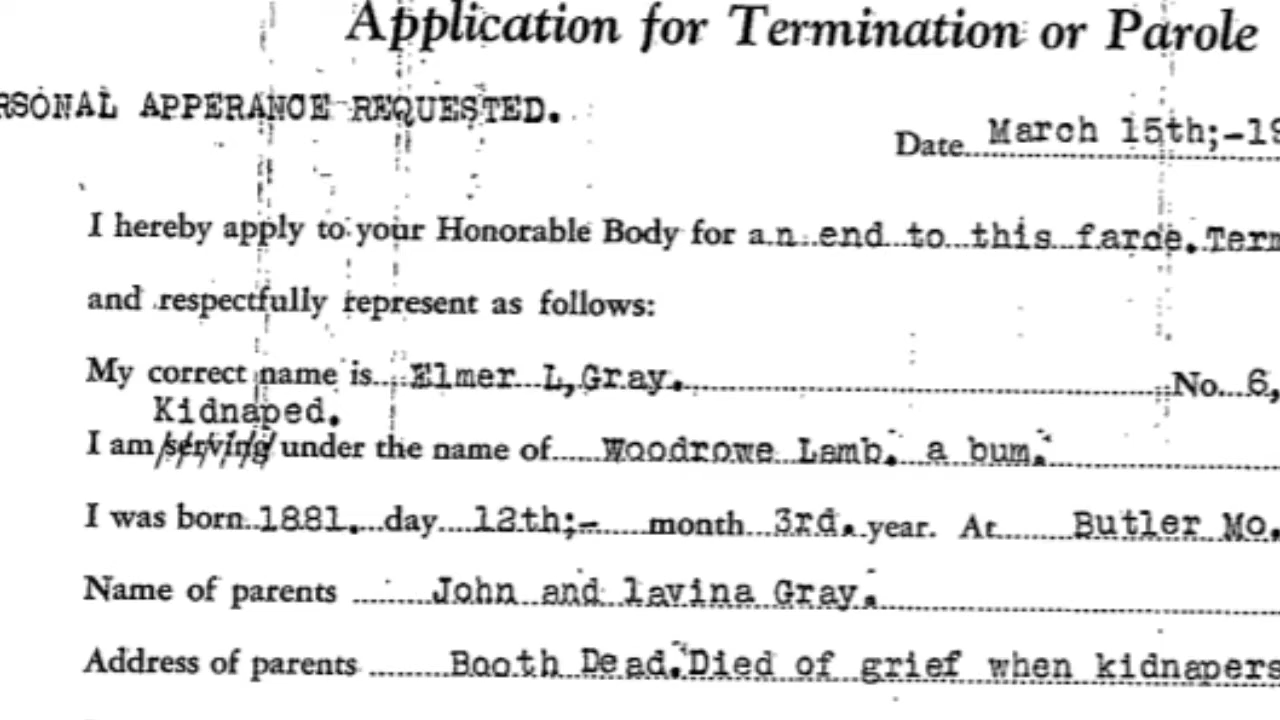 Application for Termination or Parole
RSONAL APPERANCE REQUESTED.
Date March 15th;-19
I hereby apply to your Honorable Body for an end to this farce. Term
and respectfully represent as follows:
My correct name is Elmer L,Gray. No. 6,
Kidnaped.
I am serving under the name of Woodrowe Lamb. a bum.
I was born 1881. day 12th;- month 3rd. year. At Butler Mo.
Name of parents John and lavina Gray.
Address of parents Booth Dead.Died of grief when kidnapers